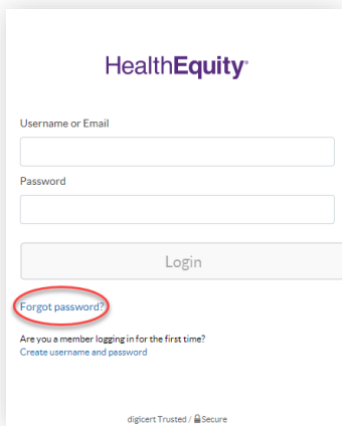 HealthEquity
Username or Email
Password
Login
Forgot password?
Are you a member logging in for the first time?
Create username and password
digicert Trusted / Secure